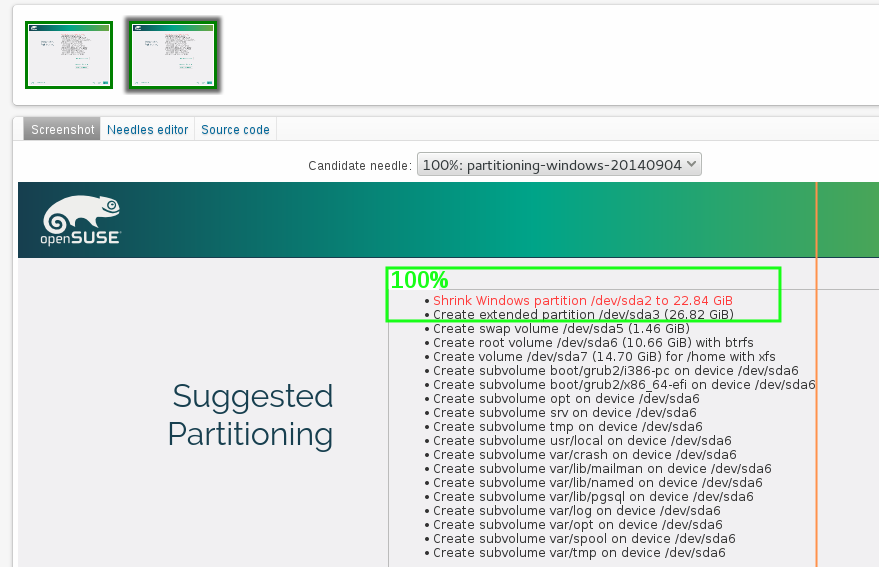 Screenshot Needles editor Source code
Candidate needle: 100%: partitioning-windows-20140904
openSUSE
100%
• Shrink Windows partition /dev/sda2 to 22.84 GiB
• Create extended partition /dev/sda3 (26.82 GiB)
• Create swap volume /dev/sda5 (1.46 GiB)
• Create root volume /dev/sda6 (10.66 GiB) with btrfs
• Create volume /dev/sda7 (14.70 GiB) for /home with xfs
• Create subvolume boot/grub2/i386-pc on device /dev/sda6
• Create subvolume boot/grub2/x86_64-efi on device /dev/sda6
• Create subvolume opt on device /dev/sda6
• Create subvolume srv on device /dev/sda6
• Create subvolume tmp on device /dev/sda6
• Create subvolume usr/local on device /dev/sda6
• Create subvolume var/crash on device /dev/sda6
• Create subvolume var/lib/mailman on device /dev/sda6
• Create subvolume var/lib/named on device /dev/sda6
• Create subvolume var/lib/pgsql on device /dev/sda6
• Create subvolume var/log on device /dev/sda6
• Create subvolume var/opt on device /dev/sda6
• Create subvolume var/spool on device /dev/sda6
• Create subvolume var/tmp on device /dev/sda6
Suggested
Partitioning